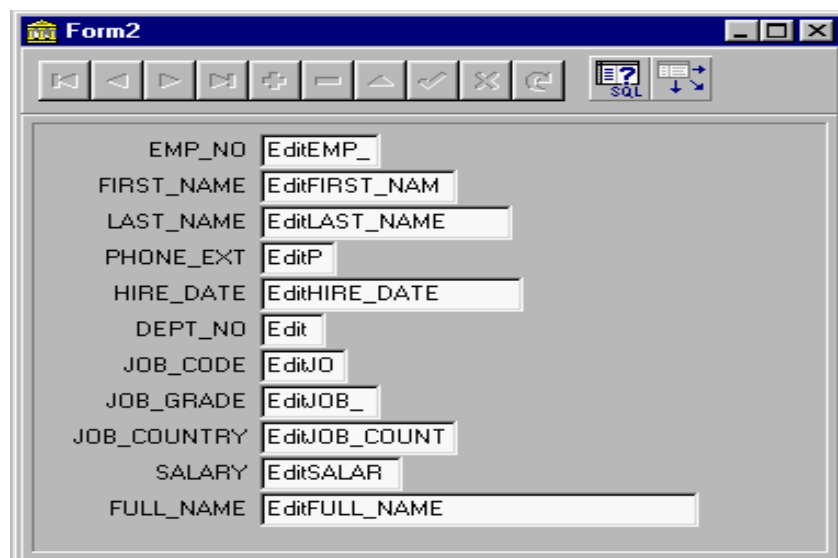 Form2
SQL
EMP_NO EditEMP_
FIRST_NAME EditFIRST_NAM
LAST_NAME EditLAST_NAME
PHONE_EXT EditP
HIRE_DATE EditHIRE_DATE
DEPT_NO Edit
JOB_CODE EditJO
JOB_GRADE EditJOB_
JOB_COUNTRY EditJOB_COUNT
SALARY EditSALAR
FULL_NAME EditFULL_NAME